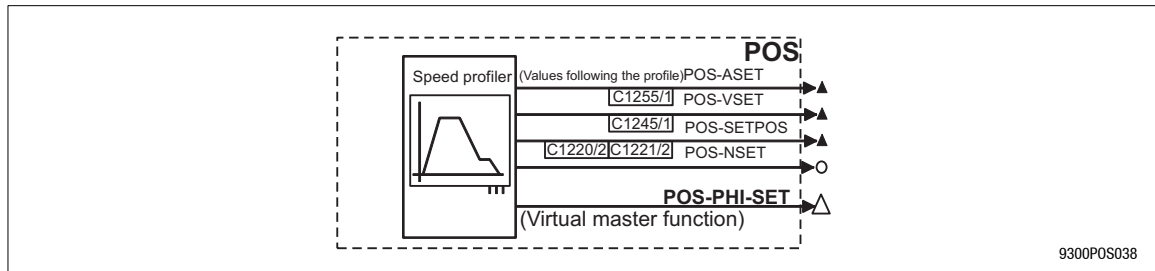 POS
Speed profiler (Values following the profile)POS-ASET
C1255/1 POS-VSET
C1245/1 POS-SETPOS
C1220/2 C1221/2 POS-NSET
POS-PHI-SET
(Virtual master function)
9300POS038